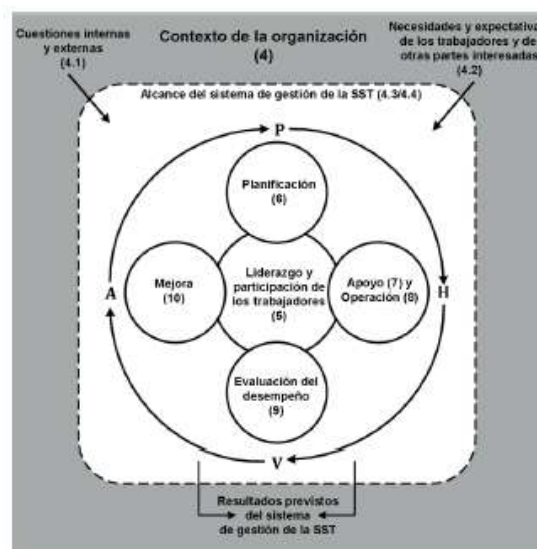 Cuestiones internas
y externas
(4.1)
Contexto de la organización
(4)
Necesidades y expectativa
de los trabajadores y de
otras partes interesadas
(4.2)
Alcance del sistema de gestión de la SST (4.3/4.4)
P
Planificación
(6)
A
Mejora
(10)
Liderazgo y
participación de
los trabajadores
(5)
Apoyo (7) y
Operación (8)
H
Evaluación del
desempeño
(9)
V
Resultados previstos
del sistema
de gestión de la SST